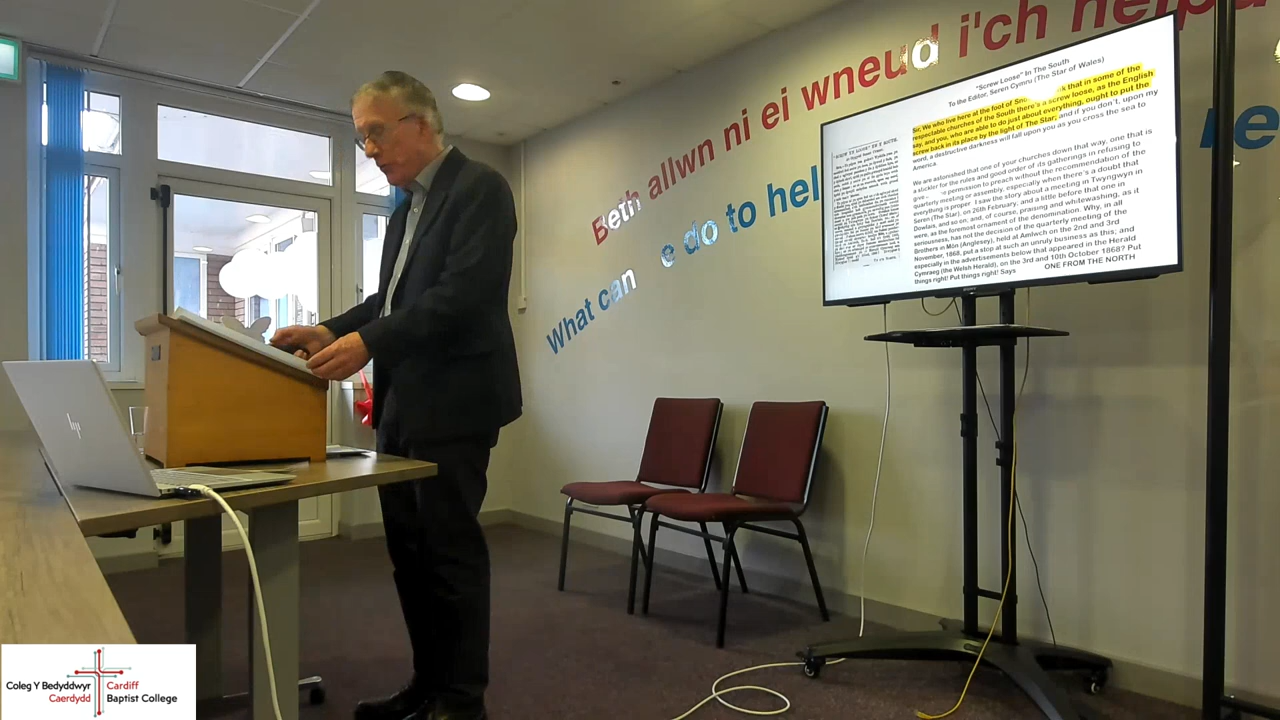 Beth allwn ni ei wneud i'ch helpu
What can we do to hel
re
"Screw Loose" In The South
To the Editor, Seren Cymru (The Star of Wales)
Sir, We who live here at the foot of that in some of the
respectable churches of the South there's a screw loose, as the English
say, and you, who are able to do just about everything, ought to put the
screw back in its place by the light of The Star; and if you don't, upon my
word, a destructive darkness will fall upon you as you cross the sea to
America.
We are astonished that one of your churches down that way, one that is
a stickler for the rules and good order of its gatherings in refusing to
give permission to preach without the recommendation of the
quarterly meeting or assembly, especially when there's a doubt that
everything is proper. I saw the story about a meeting in Twyngwyn in
Seren (The Star), on 26th February, and a little before that one in
Dowlais, and so on, and, of course, praising and whitewashing, as it
were, as the foremost ornament of the denomination. Why, in all
seriousness, has not the decision of the quarterly meeting of the
Brothers in Môn (Anglesey), held at Amlwch on the 2nd and 3rd
November, 1868, put a stop at such an unruly business as this; and
especially in the advertisements below that appeared in the Herald
Cymraeg (the Welsh Herald), on the 3rd and 10th October 1868? Put
things right! Put things right! Says ONE FROM THE NORTH
SONY
hp
Coleg Y Bedyddwyr
Caerdydd
Cardiff
Baptist College